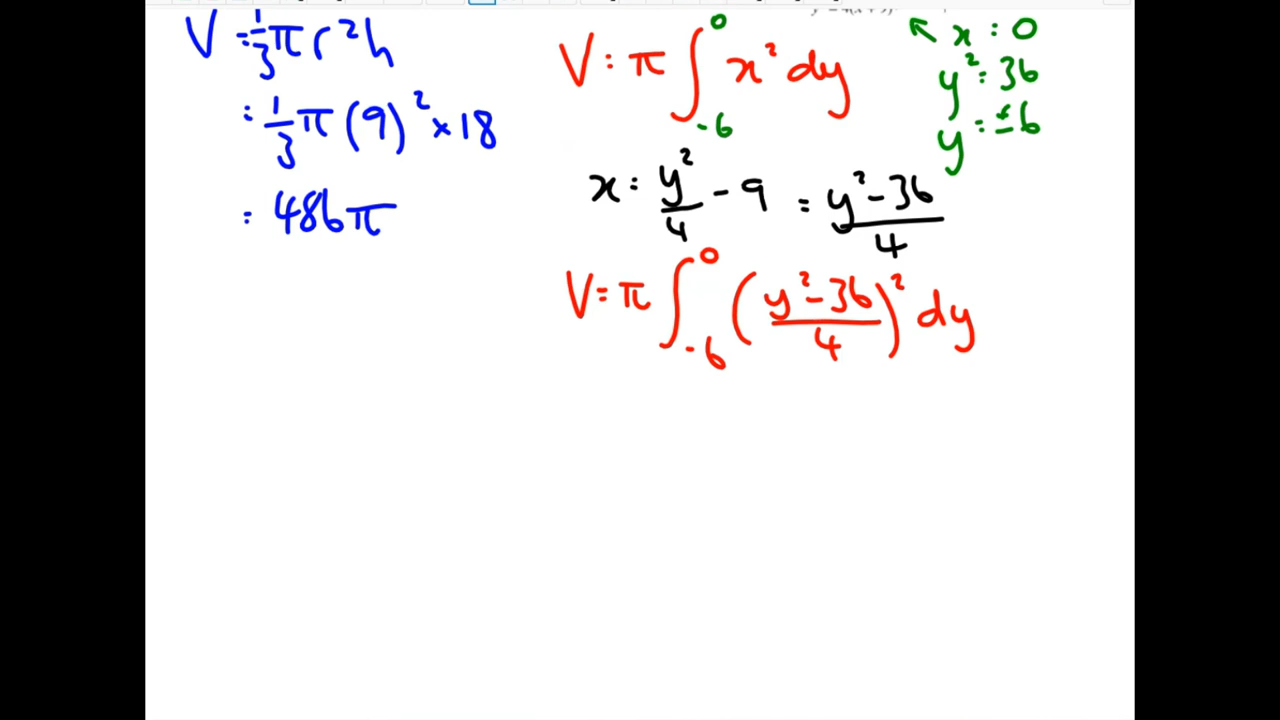 V = 1/3 π r² h
= 1/3 π (9)² × 18
= 486π
V = π ∫₋₆⁰ x² dy
x = 0
y² = 36
y = ±6
x = y²/4 - 9 = (y² - 36)/4
V = π ∫₋₆⁰ ((y² - 36)/4)² dy